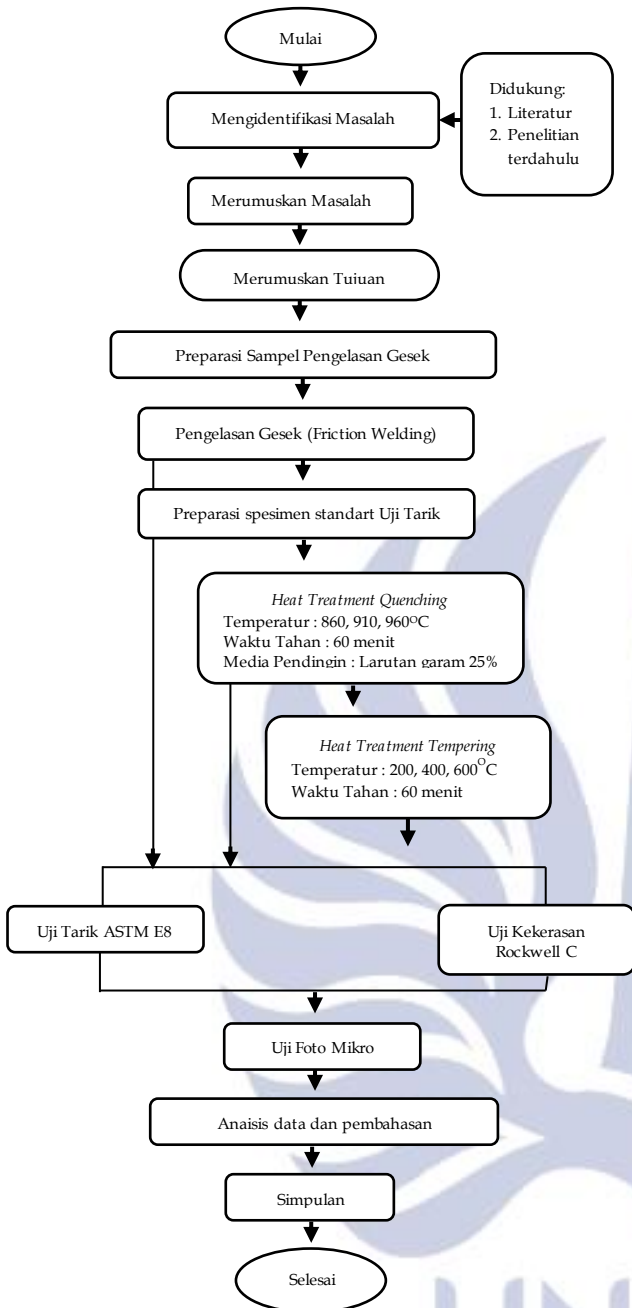 Mulai
Didukung:
1. Literatur
2. Penelitian
terdahulu
Mengidentifikasi Masalah
Merumuskan Masalah
Merumuskan Tujuan
Preparasi Sampel Pengelasan Gesek
Pengelasan Gesek (Friction Welding)
Preparasi spesimen standart Uji Tarik
Heat Treatment Quenching
Temperatur : 860, 910, 960⁰C
Waktu Tahan : 60 menit
Media Pendingin : Larutan garam 25%
Heat Treatment Tempering
Temperatur : 200, 400, 600⁰C
Waktu Tahan : 60 menit
Uji Tarik ASTM E8
Uji Kekerasan
Rockwell C
Uji Foto Mikro
Anaisis data dan pembahasan
Simpulan
Selesai